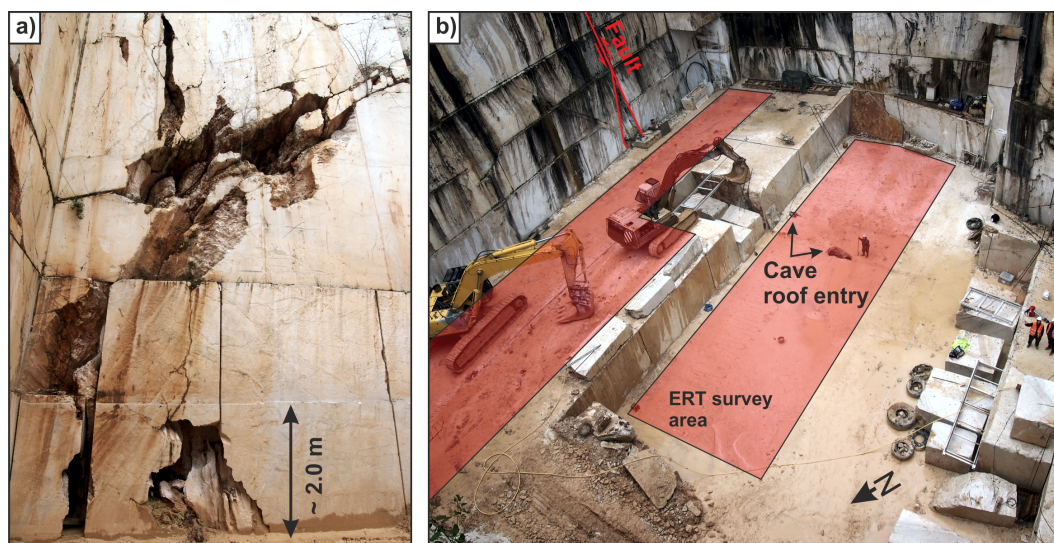 a)
~ 2.0 m
b)
Fault
Cave
roof entry
ERT survey
area
N